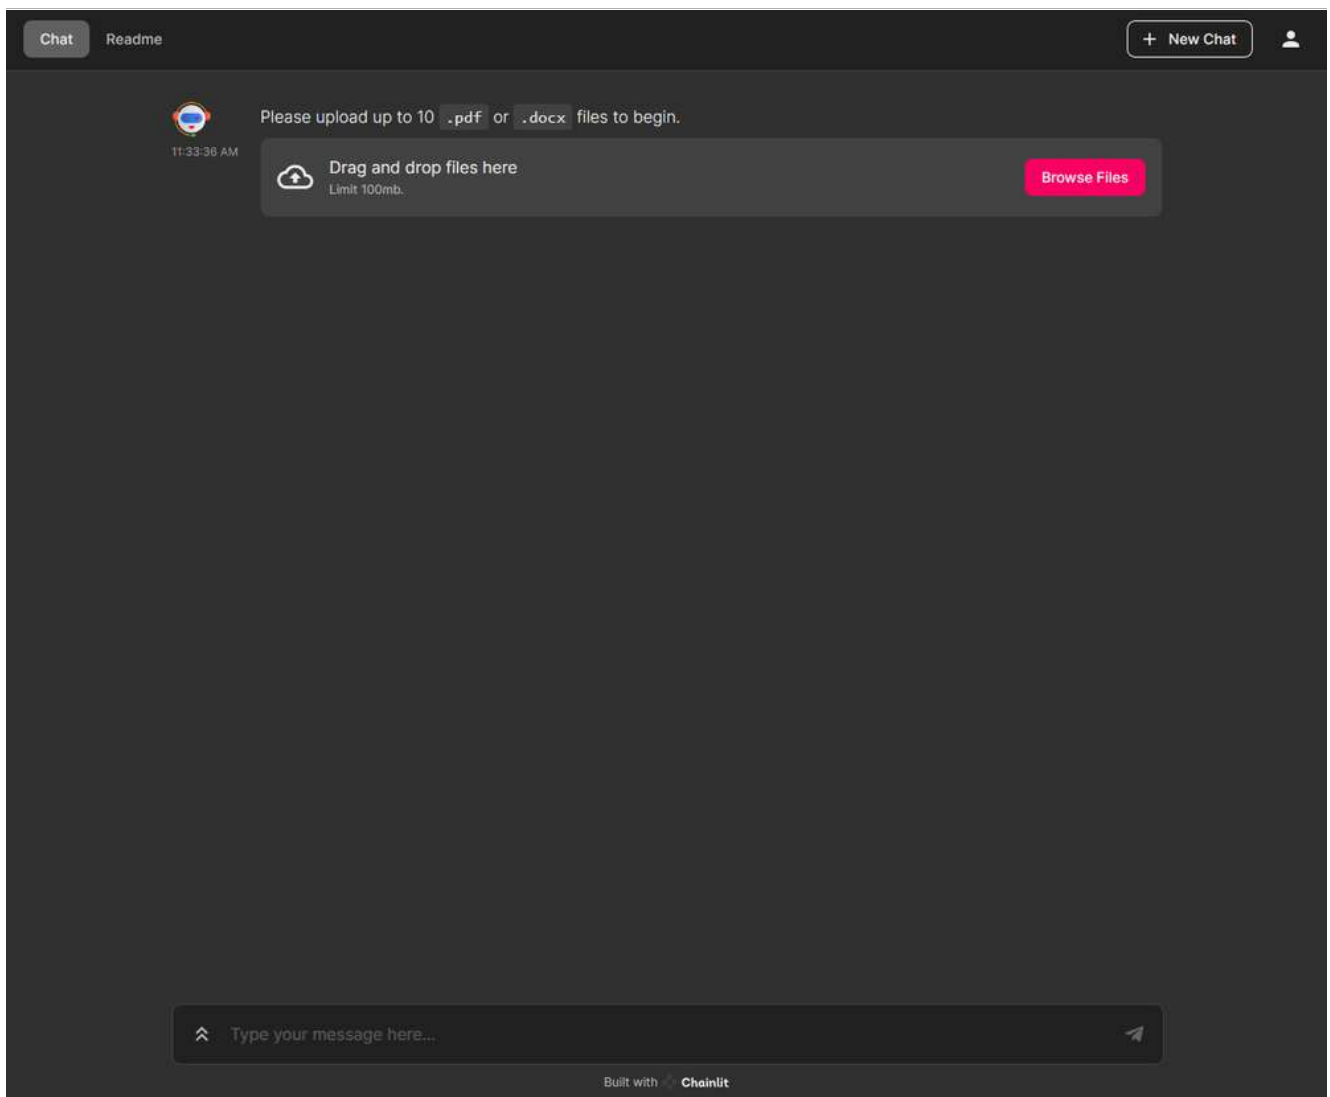 Chat Readme + New Chat
Please upload up to 10 .pdf or .docx files to begin.
11:33:36 AM
Drag and drop files here
Limit 100mb.
Browse Files
Type your message here...
Built with Chainlit